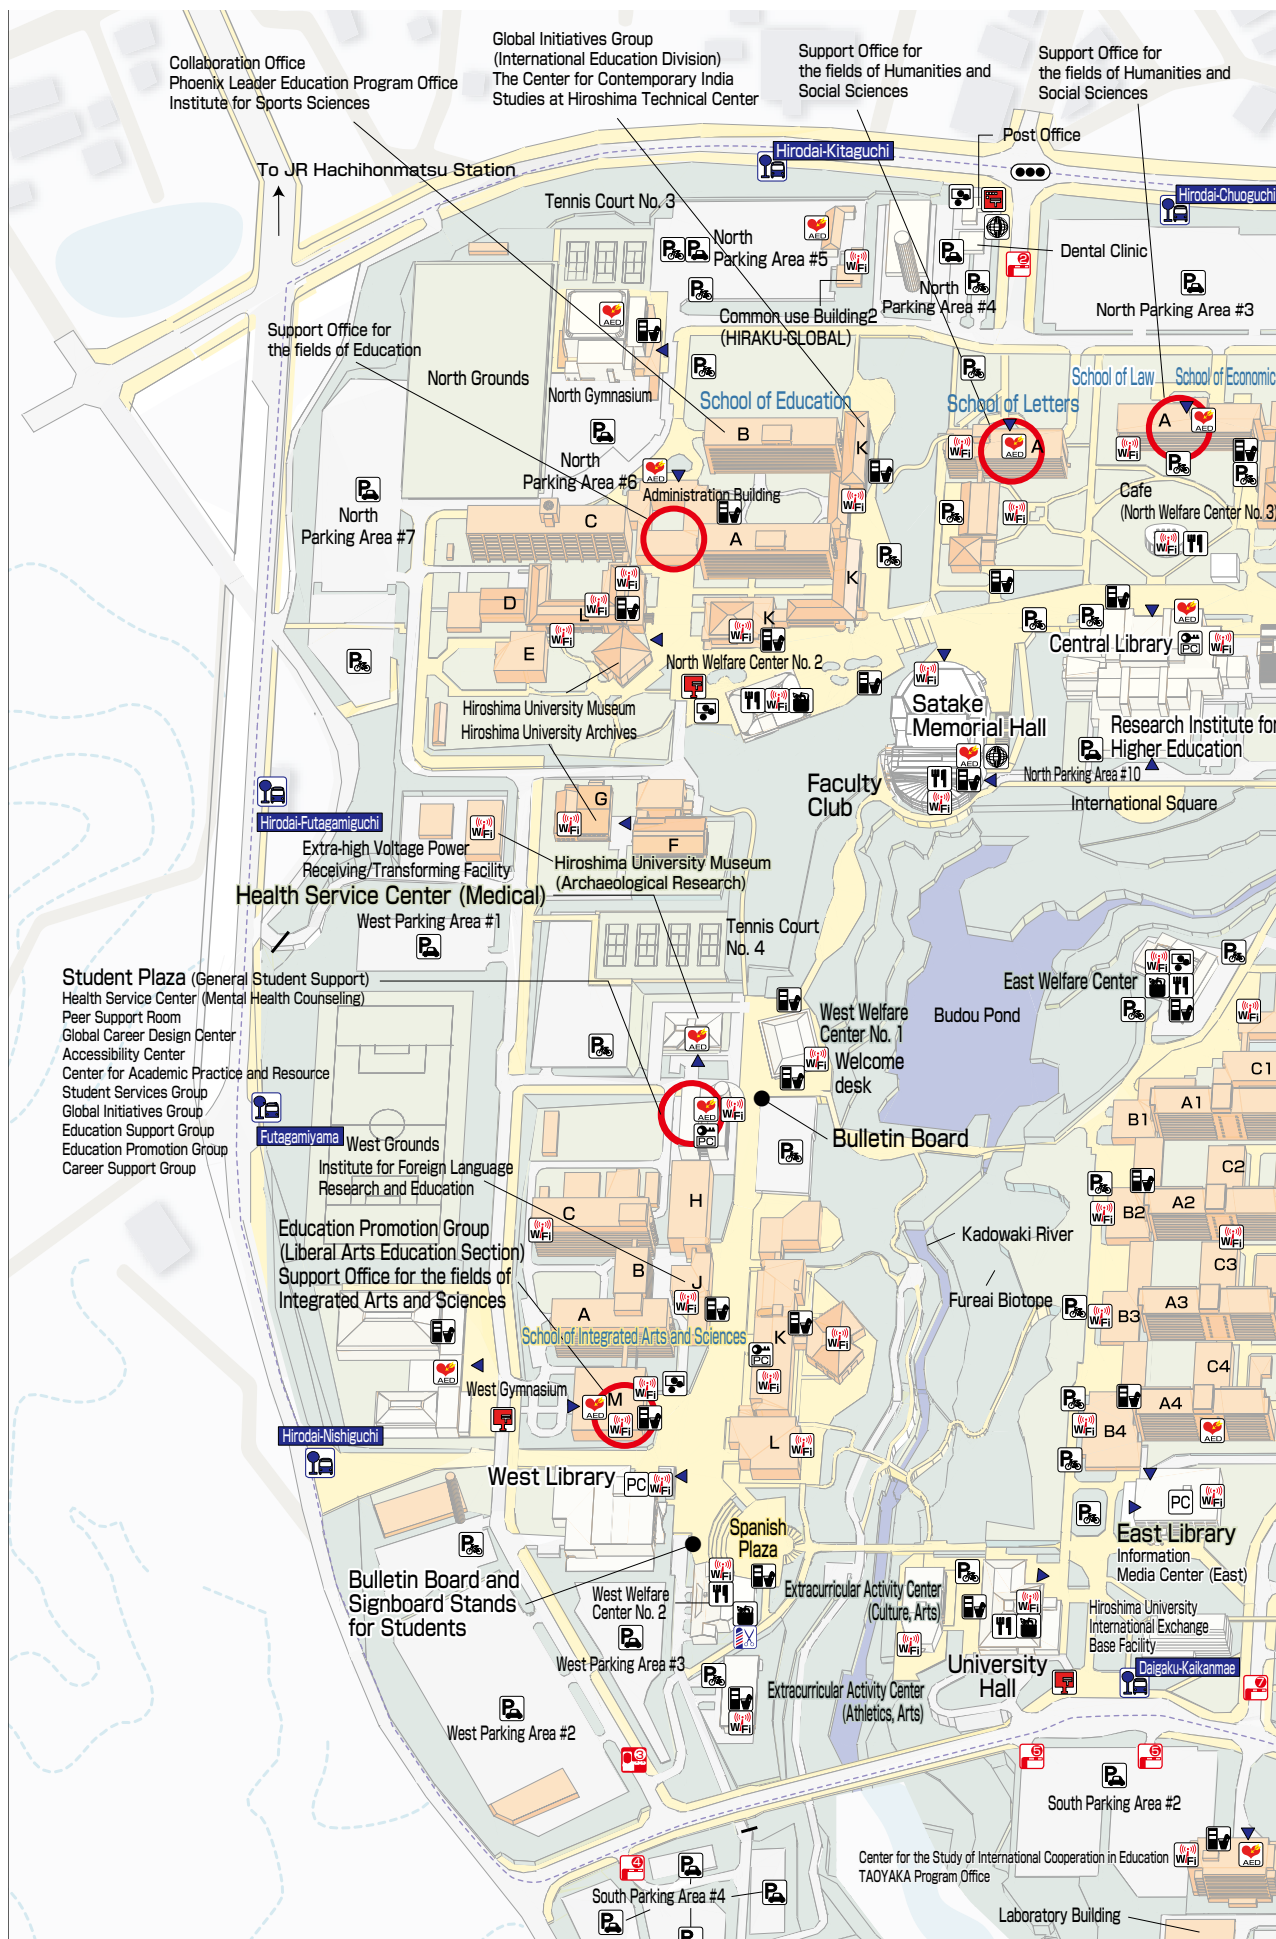 Collaboration Office
Phoenix Leader Education Program Office
Institute for Sports Sciences
Global Initiatives Group
(International Education Division)
The Center for Contemporary India
Studies at Hiroshima Technical Center
Support Office for
the fields of Humanities and
Social Sciences
Support Office for
the fields of Humanities and
Social Sciences
Post Office
Hirodai-Kitaguchi
To JR Hachihonmatsu Station
Hirodai-Chuoguchi
Tennis Court No. 3
North
Parking Area #5
Dental Clinic
North
Parking Area #4
North Parking Area #3
Common use Building2
(HIRAKU-GLOBAL)
Support Office for
the fields of Education
North Grounds
North Gymnasium
School of Education
School of Letters
School of Law
School of Economic
B
K
A
A
North
Parking Area #6
Administration Building
North
Parking Area #7
Cafe
(North Welfare Center No. 3)
C
A
K
D
L
K
E
North Welfare Center No. 2
Central Library
Hiroshima University Museum
Hiroshima University Archives
Satake
Memorial Hall
Research Institute for
Higher Education
North Parking Area #10
Faculty
Club
International Square
G
F
Hirodai-Futagamiguchi
Extra-high Voltage Power
Receiving/Transforming Facility
Hiroshima University Museum
(Archaeological Research)
Health Service Center (Medical)
West Parking Area #1
Tennis Court
No. 4
Student Plaza (General Student Support)
Health Service Center (Mental Health Counseling)
Peer Support Room
Global Career Design Center
Accessibility Center
Center for Academic Practice and Resource
Student Services Group
Global Initiatives Group
Education Support Group
Education Promotion Group
Career Support Group
East Welfare Center
Budou Pond
West Welfare
Center No. 1
Welcome
desk
Bulletin Board
C1
A1
B1
C2
A2
B2
C3
A3
B3
C4
A4
B4
Futagamiyama
West Grounds
Institute for Foreign Language
Research and Education
H
C
B
J
A
K
Education Promotion Group
(Liberal Arts Education Section)
Support Office for the fields of
Integrated Arts and Sciences
Kadowaki River
Fureai Biotope
School of Integrated Arts and Sciences
West Gymnasium
M
L
Hirodai-Nishiguchi
West Library
PC
Spanish
Plaza
PC
East Library
Information
Media Center (East)
Bulletin Board and
Signboard Stands
for Students
West Welfare
Center No. 2
West Parking Area #3
Extracurricular Activity Center
(Culture, Arts)
Hiroshima University
International Exchange
Base Facility
University
Hall
Daigaku-Kaikanmae
Extracurricular Activity Center
(Athletics, Arts)
West Parking Area #2
South Parking Area #2
Center for the Study of International Cooperation in Education
TAOYAKA Program Office
South Parking Area #4
Laboratory Building